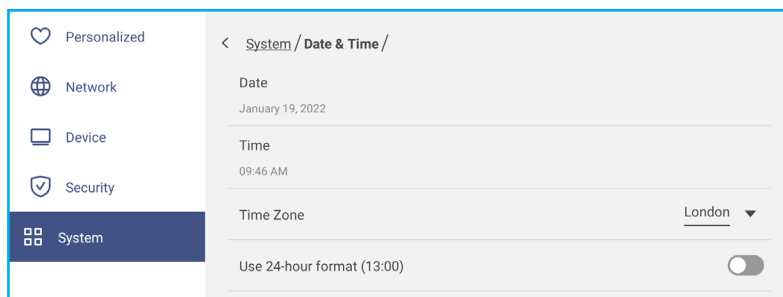 Personalized
Network
Device
Security
System
< System / Date & Time /
Date
January 19, 2022
Time
09:46 AM
Time Zone London
Use 24-hour format (13:00)